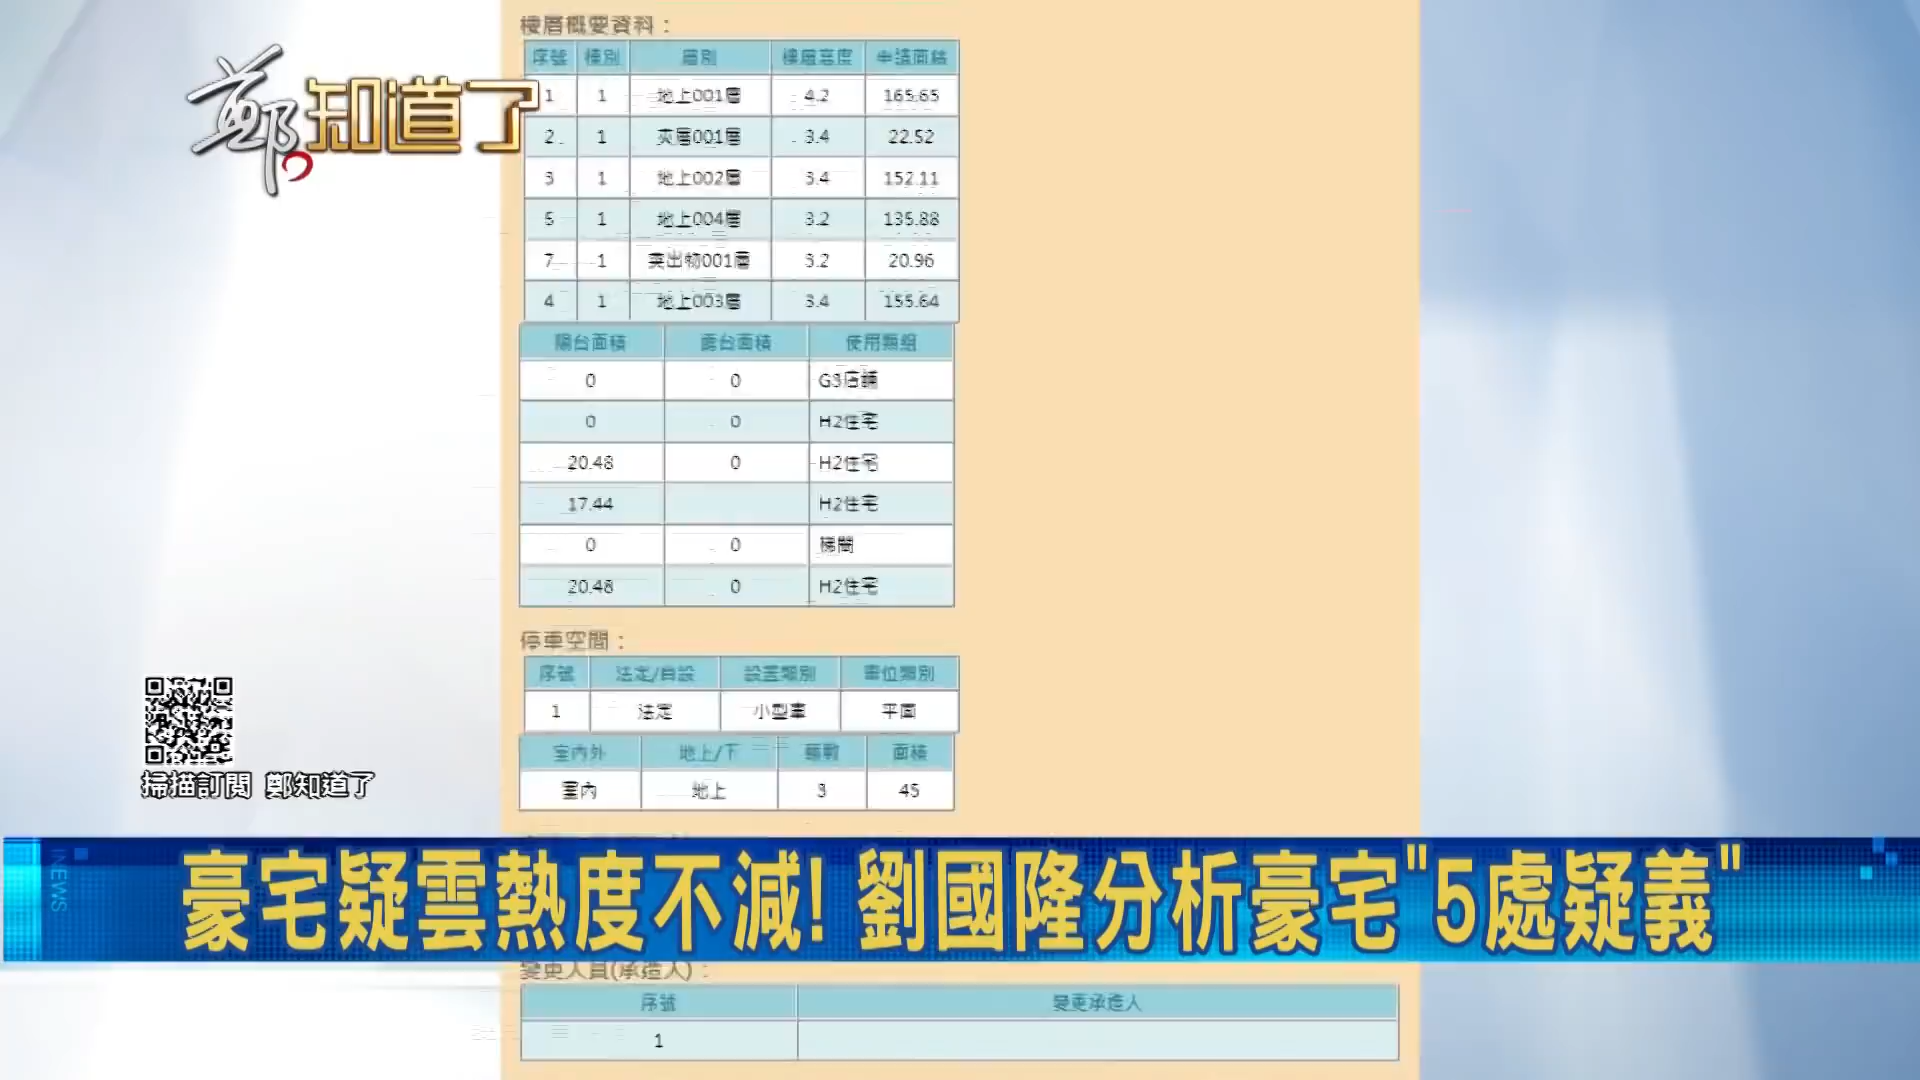 樓層概要資料：
序號 棟別 層別 樓層高度 申請面積
鄭知道了
1 1 地上001層 4.2 165.65
2 1 夾層001層 3.4 22.52
3 1 地上002層 3.4 152.11
5 1 地上004層 3.2 135.88
7 1 突出物001層 3.2 20.96
4 1 地上003層 3.4 155.64
陽台面積 露台面積 使用類組
0 0 G3店鋪
0 0 H2住宅
20.48 0 H2住宅
17.44 H2住宅
0 0 梯間
20.48 0 H2住宅
停車空間：
序號 法定/自設 設置類別 車位類別
1 法定 小型車 平面
室內外 地上/下 輛數 面積
室內 地上 3 45
掃描訂閱 鄭知道了
INEWS
豪宅疑雲熱度不減! 劉國隆分析豪宅"5處疑義"
變更人員(承造人)：
序號 變更承造人
1